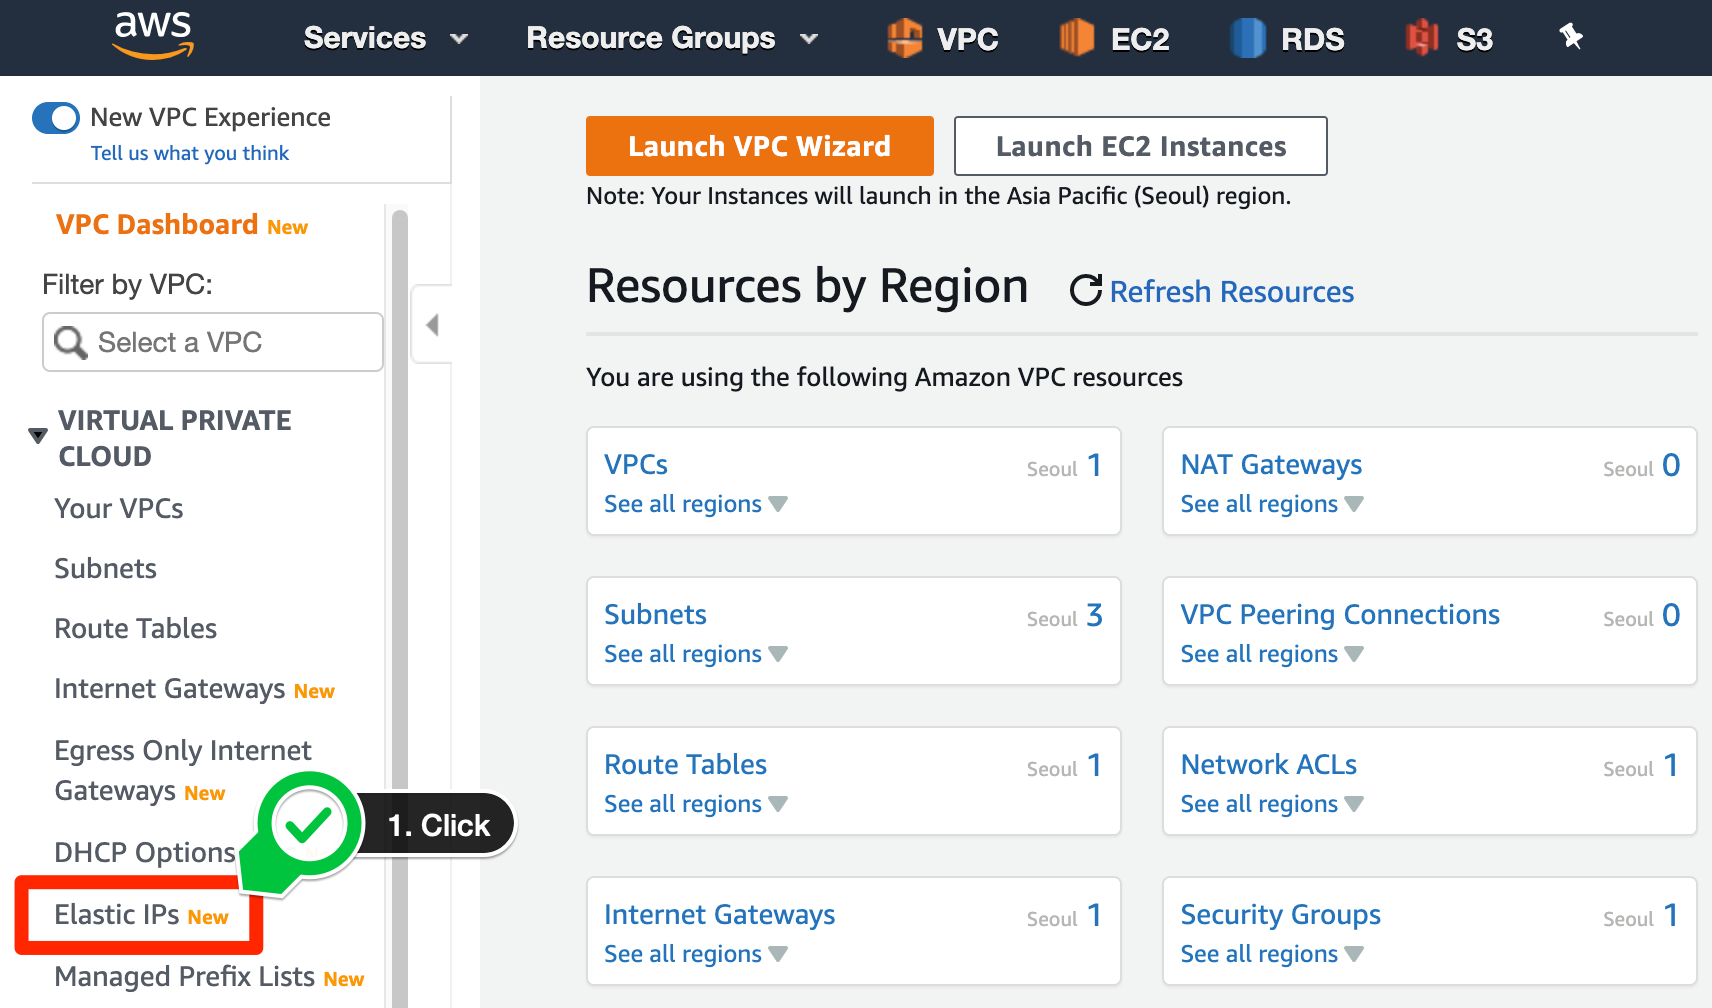 aws Services Resource Groups VPC EC2 RDS S3
New VPC Experience
Tell us what you think
VPC Dashboard New
Filter by VPC:
Select a VPC
VIRTUAL PRIVATE
CLOUD
Your VPCs
Subnets
Route Tables
Internet Gateways New
Egress Only Internet
Gateways New
DHCP Options
1. Click
Elastic IPs New
Managed Prefix Lists New
Launch VPC Wizard Launch EC2 Instances
Note: Your Instances will launch in the Asia Pacific (Seoul) region.
Resources by Region Refresh Resources
You are using the following Amazon VPC resources
VPCs Seoul 1
See all regions
NAT Gateways Seoul 0
See all regions
Subnets Seoul 3
See all regions
VPC Peering Connections Seoul 0
See all regions
Route Tables Seoul 1
See all regions
Network ACLs Seoul 1
See all regions
Internet Gateways Seoul 1
See all regions
Security Groups Seoul 1
See all regions